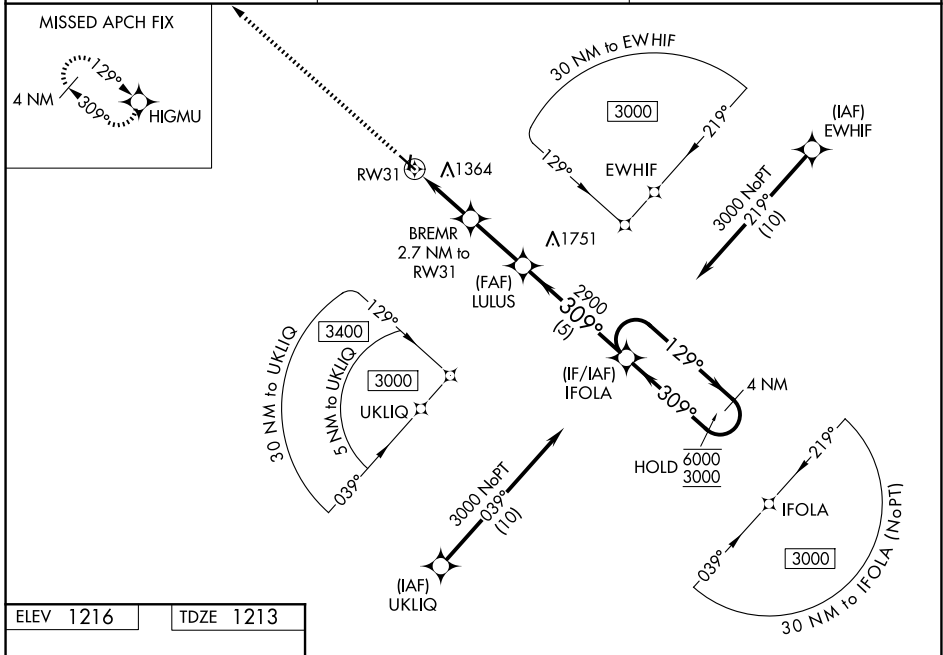 MISSED APCH FIX
129°
4 NM
309°
HIGMU
30 NM to EWHIF
3000
219°
129°
EWHIF
(IAF)
EWHIF
3000 NoPT
219°
(10)
RW31
1364
BREMR
2.7 NM to
RW31
1751
(FAF)
LULUS
2900
309°
(5)
129°
4 NM
309°
(IF/IAF)
IFOLA
HOLD 6000
3000
30 NM to UKLIQ
129°
3400
5 NM to UKLIQ
3000
UKLIQ
039°
3000 NoPT
039°
(10)
(IAF)
UKLIQ
219°
IFOLA
039°
3000
30 NM to IFOLA (NoPT)
ELEV 1216
TDZE 1213